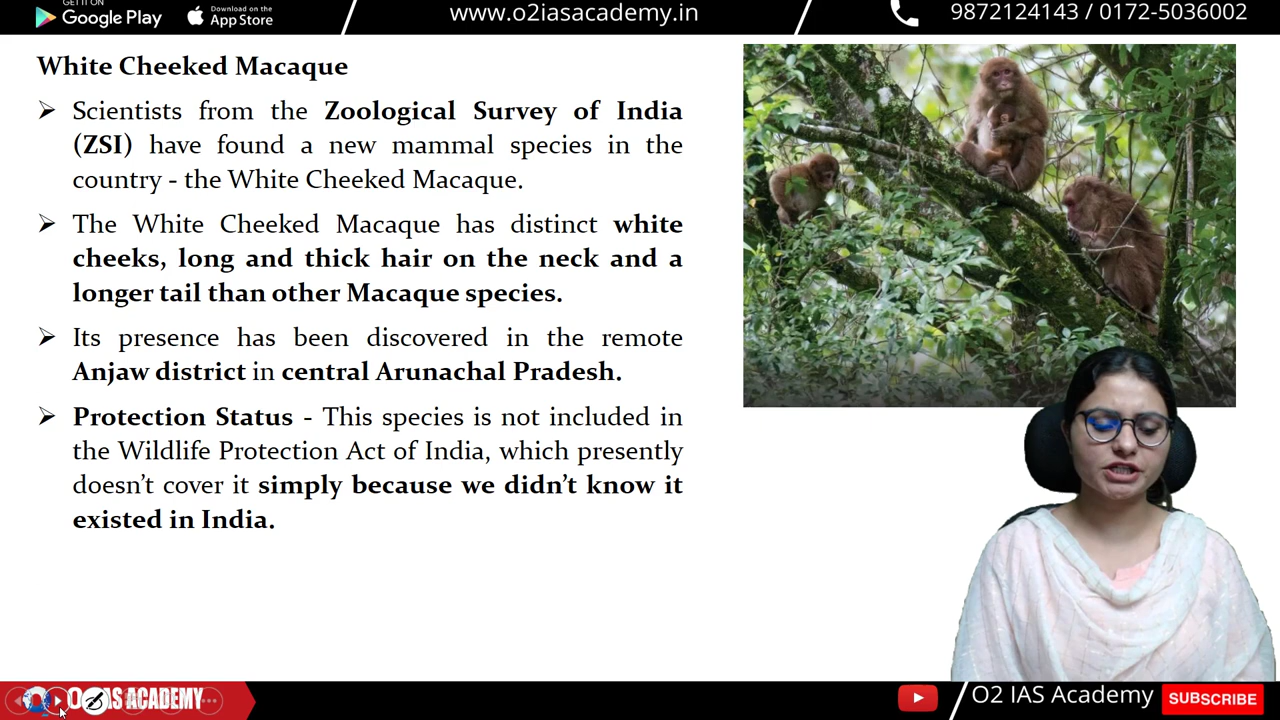 GET IT ON
Google Play
Download on the
App Store
www.o2iasacademy.in
9872124143 / 0172-5036002
White Cheeked Macaque
➢ Scientists from the Zoological Survey of India
(ZSI) have found a new mammal species in the
country - the White Cheeked Macaque.
➢ The White Cheeked Macaque has distinct white
cheeks, long and thick hair on the neck and a
longer tail than other Macaque species.
➢ Its presence has been discovered in the remote
Anjaw district in central Arunachal Pradesh.
➢ Protection Status - This species is not included in
the Wildlife Protection Act of India, which presently
doesn’t cover it simply because we didn’t know it
existed in India.
IAS ACADEMY
O2 IAS Academy
SUBSCRIBE